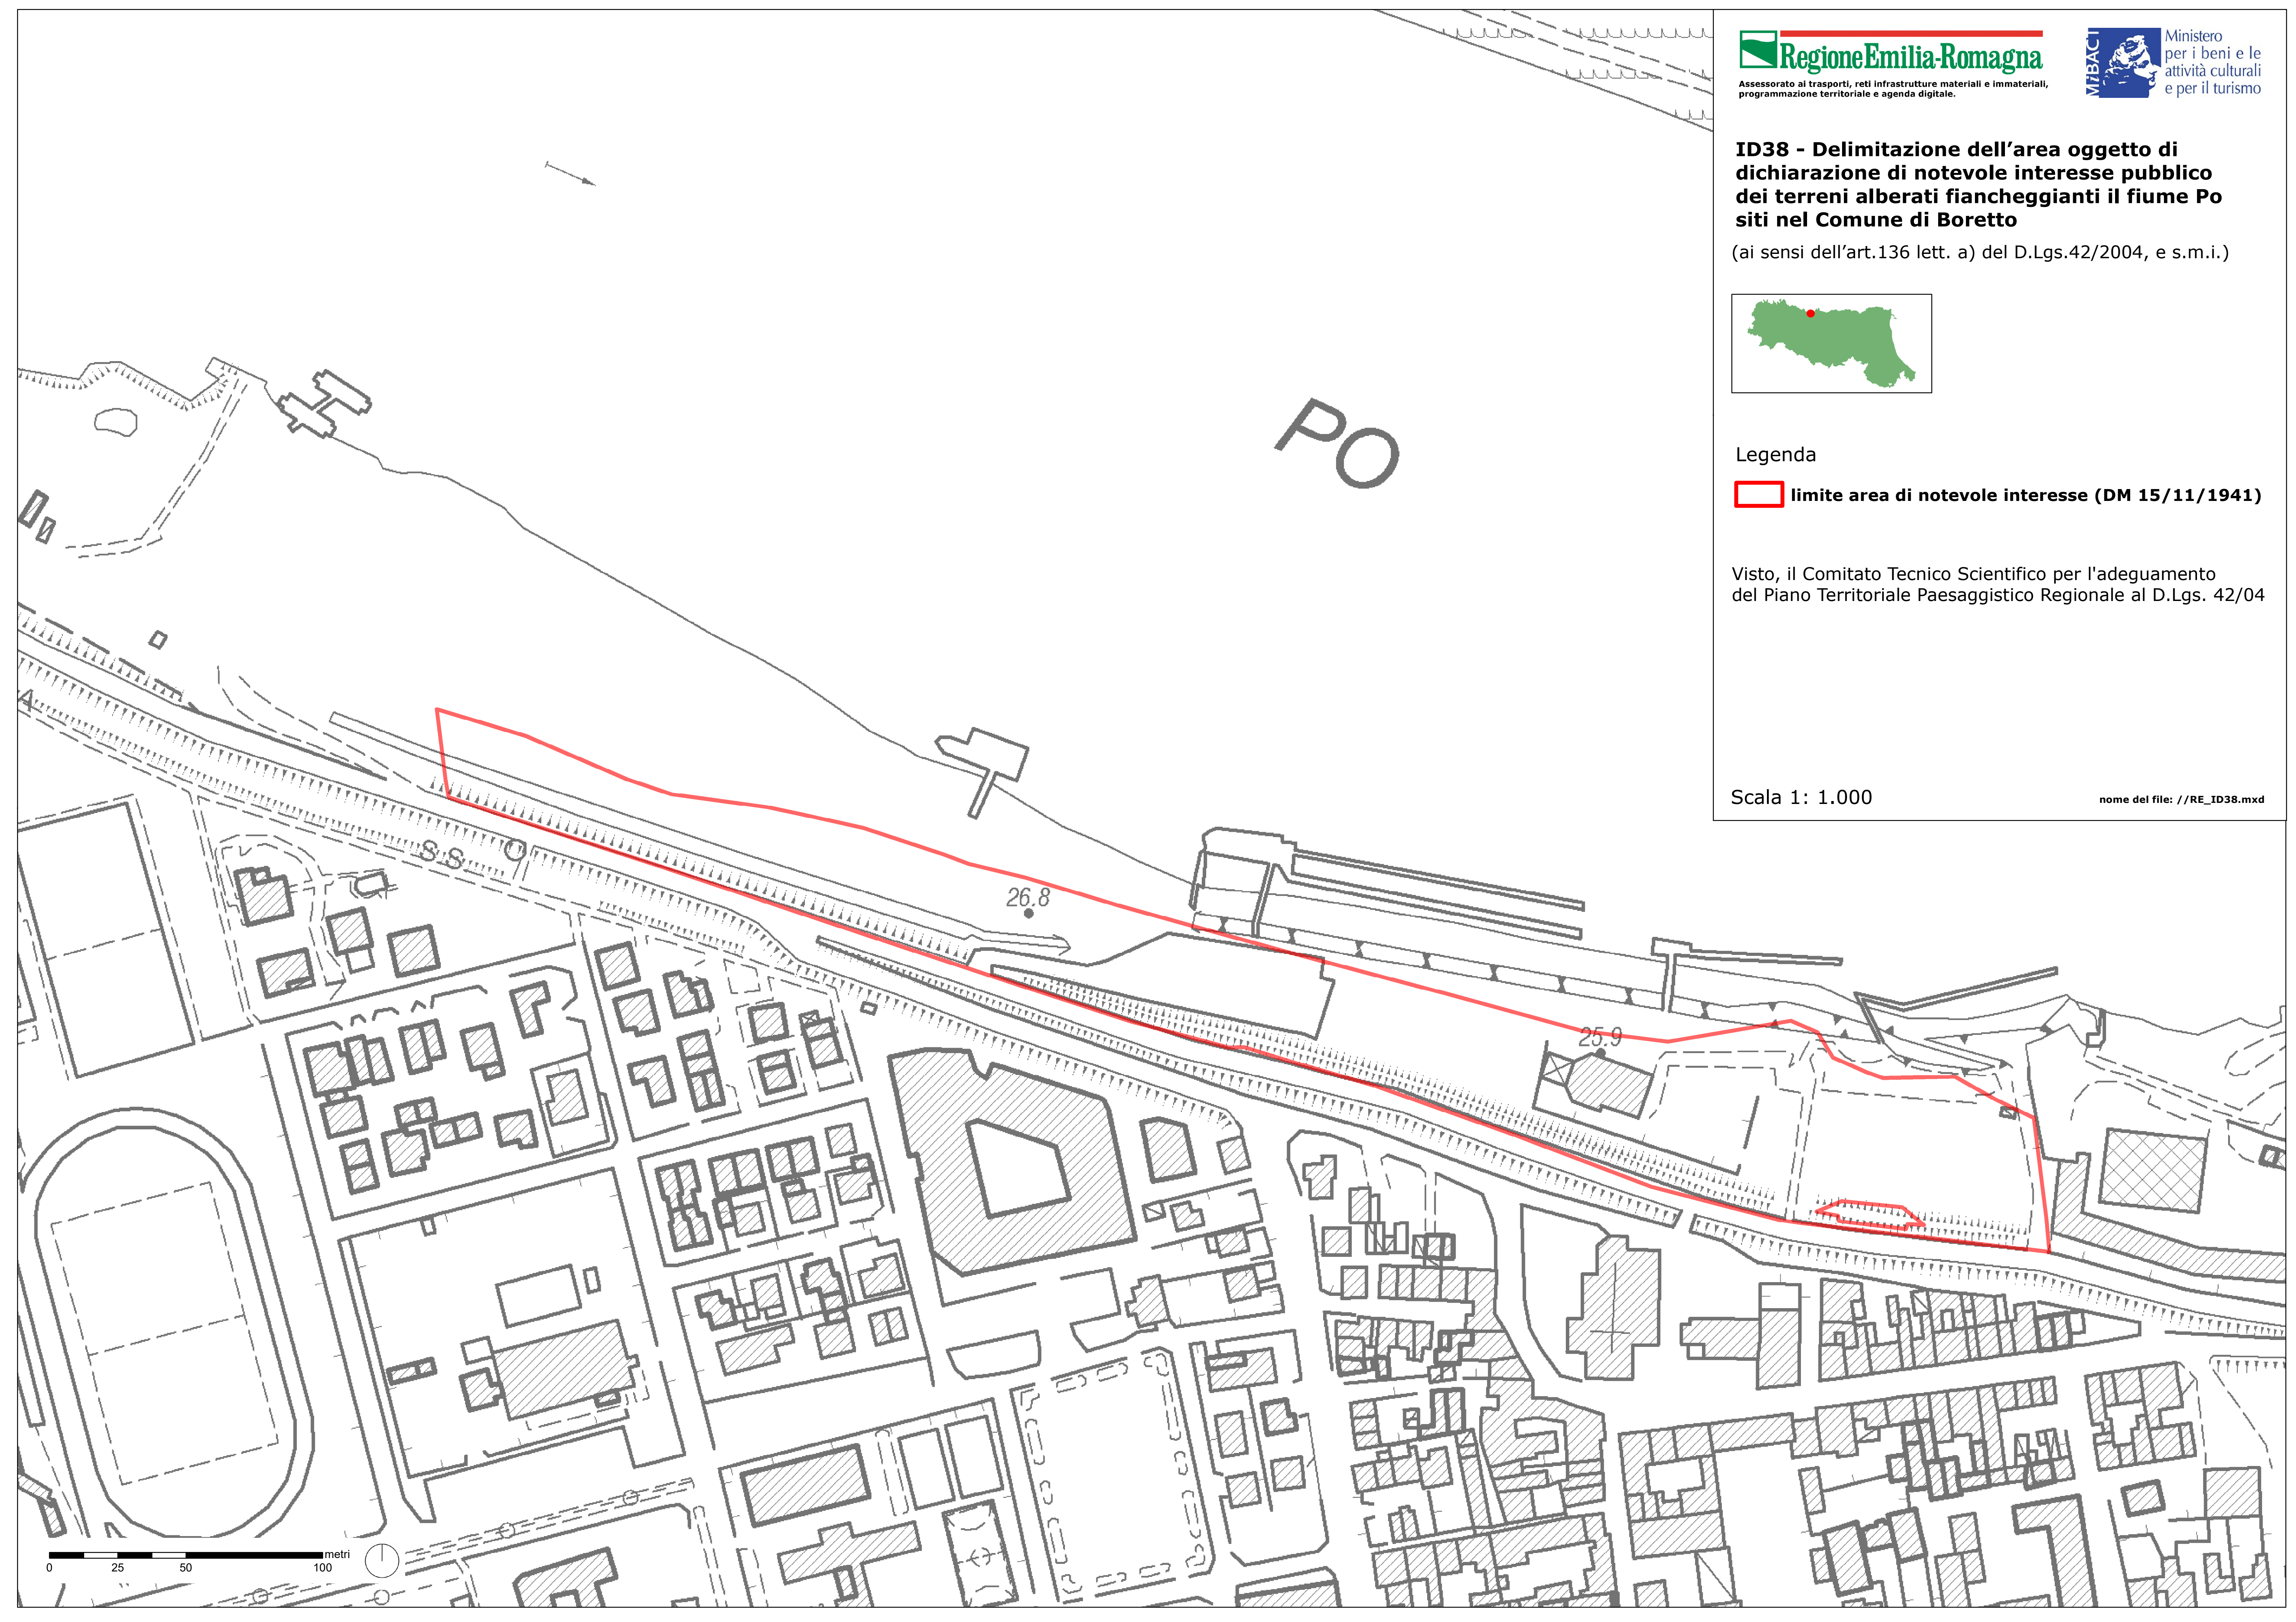 RegioneEmilia-Romagna
Assessorato ai trasporti, reti infrastrutture materiali e immateriali,
programmazione territoriale e agenda digitale.
MiBACT
Ministero
per i beni e le
attività culturali
e per il turismo
ID38 - Delimitazione dell’area oggetto di
dichiarazione di notevole interesse pubblico
dei terreni alberati fiancheggianti il fiume Po
siti nel Comune di Boretto
(ai sensi dell’art.136 lett. a) del D.Lgs.42/2004, e s.m.i.)
Legenda
limite area di notevole interesse (DM 15/11/1941)
Visto, il Comitato Tecnico Scientifico per l'adeguamento
del Piano Territoriale Paesaggistico Regionale al D.Lgs. 42/04
Scala 1: 1.000
nome del file: //RE_ID38.mxd
PO
A
S.S.
O
26.8
25.9
metri
0 25 50 100